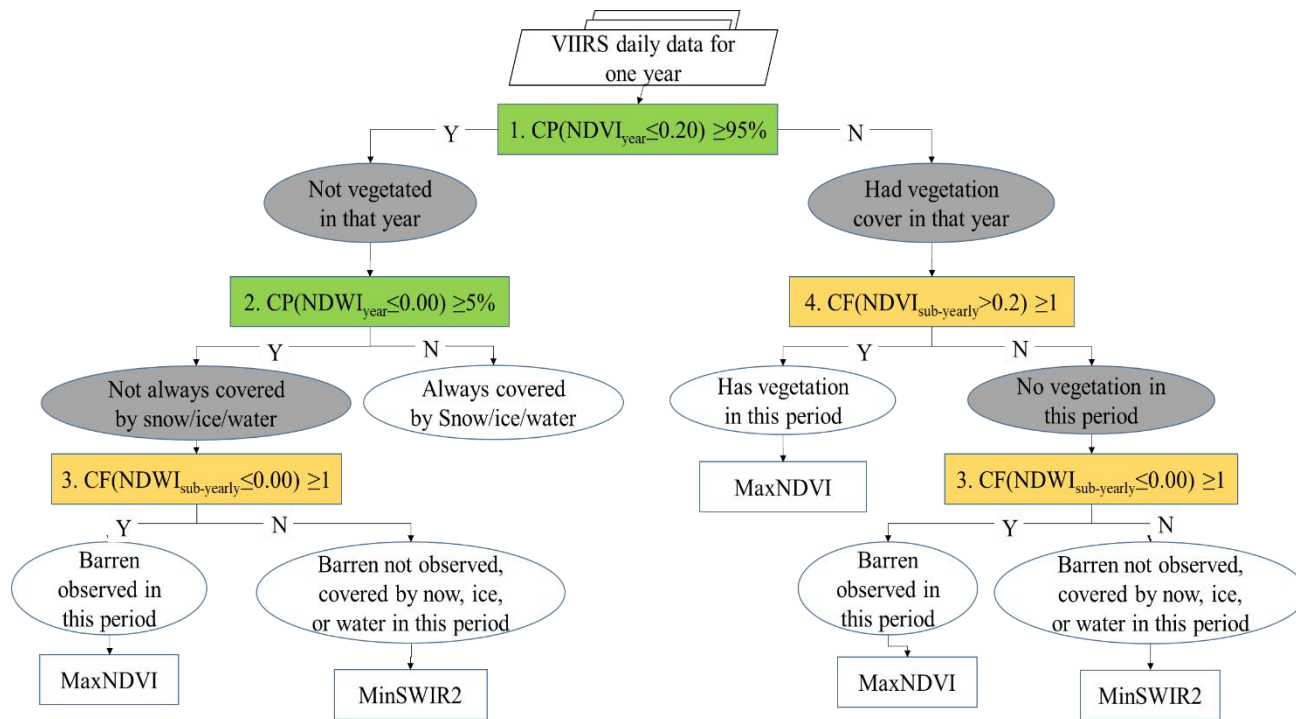 VIIRS daily data for
one year
1. CP(NDVIyear≤0.20) ≥95%
Y
N
Not vegetated
in that year
Had vegetation
cover in that year
2. CP(NDWIyear≤0.00) ≥5%
4. CF(NDVIsub-yearly>0.2) ≥1
Y
N
Y
N
Not always covered
by snow/ice/water
Always covered
by Snow/ice/water
Has vegetation
in this period
No vegetation in
this period
3. CF(NDWIsub-yearly≤0.00) ≥1
MaxNDVI
3. CF(NDWIsub-yearly≤0.00) ≥1
Y
N
Y
N
Barren
observed in
this period
Barren not observed,
covered by now, ice,
or water in this period
Barren
observed in
this period
Barren not observed,
covered by now, ice,
or water in this period
MaxNDVI
MinSWIR2
MaxNDVI
MinSWIR2